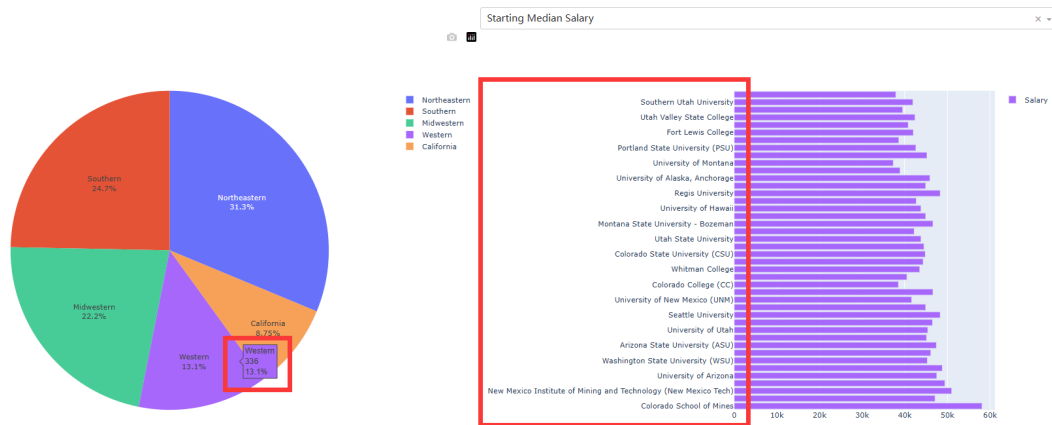 Starting Median Salary
Northeastern
Southern
Midwestern
Western
California
Southern
24.7%
Northeastern
31.3%
Midwestern
22.2%
Western
13.1%
California
8.75%
Western
336
13.1%
Salary
Southern Utah University
Utah Valley State College
Fort Lewis College
Portland State University (PSU)
University of Montana
University of Alaska, Anchorage
Regis University
University of Hawaii
Montana State University - Bozeman
Utah State University
Colorado State University (CSU)
Whitman College
Colorado College (CC)
University of New Mexico (UNM)
Seattle University
University of Utah
Arizona State University (ASU)
Washington State University (WSU)
University of Arizona
New Mexico Institute of Mining and Technology (New Mexico Tech)
Colorado School of Mines
0 10k 20k 30k 40k 50k 60k